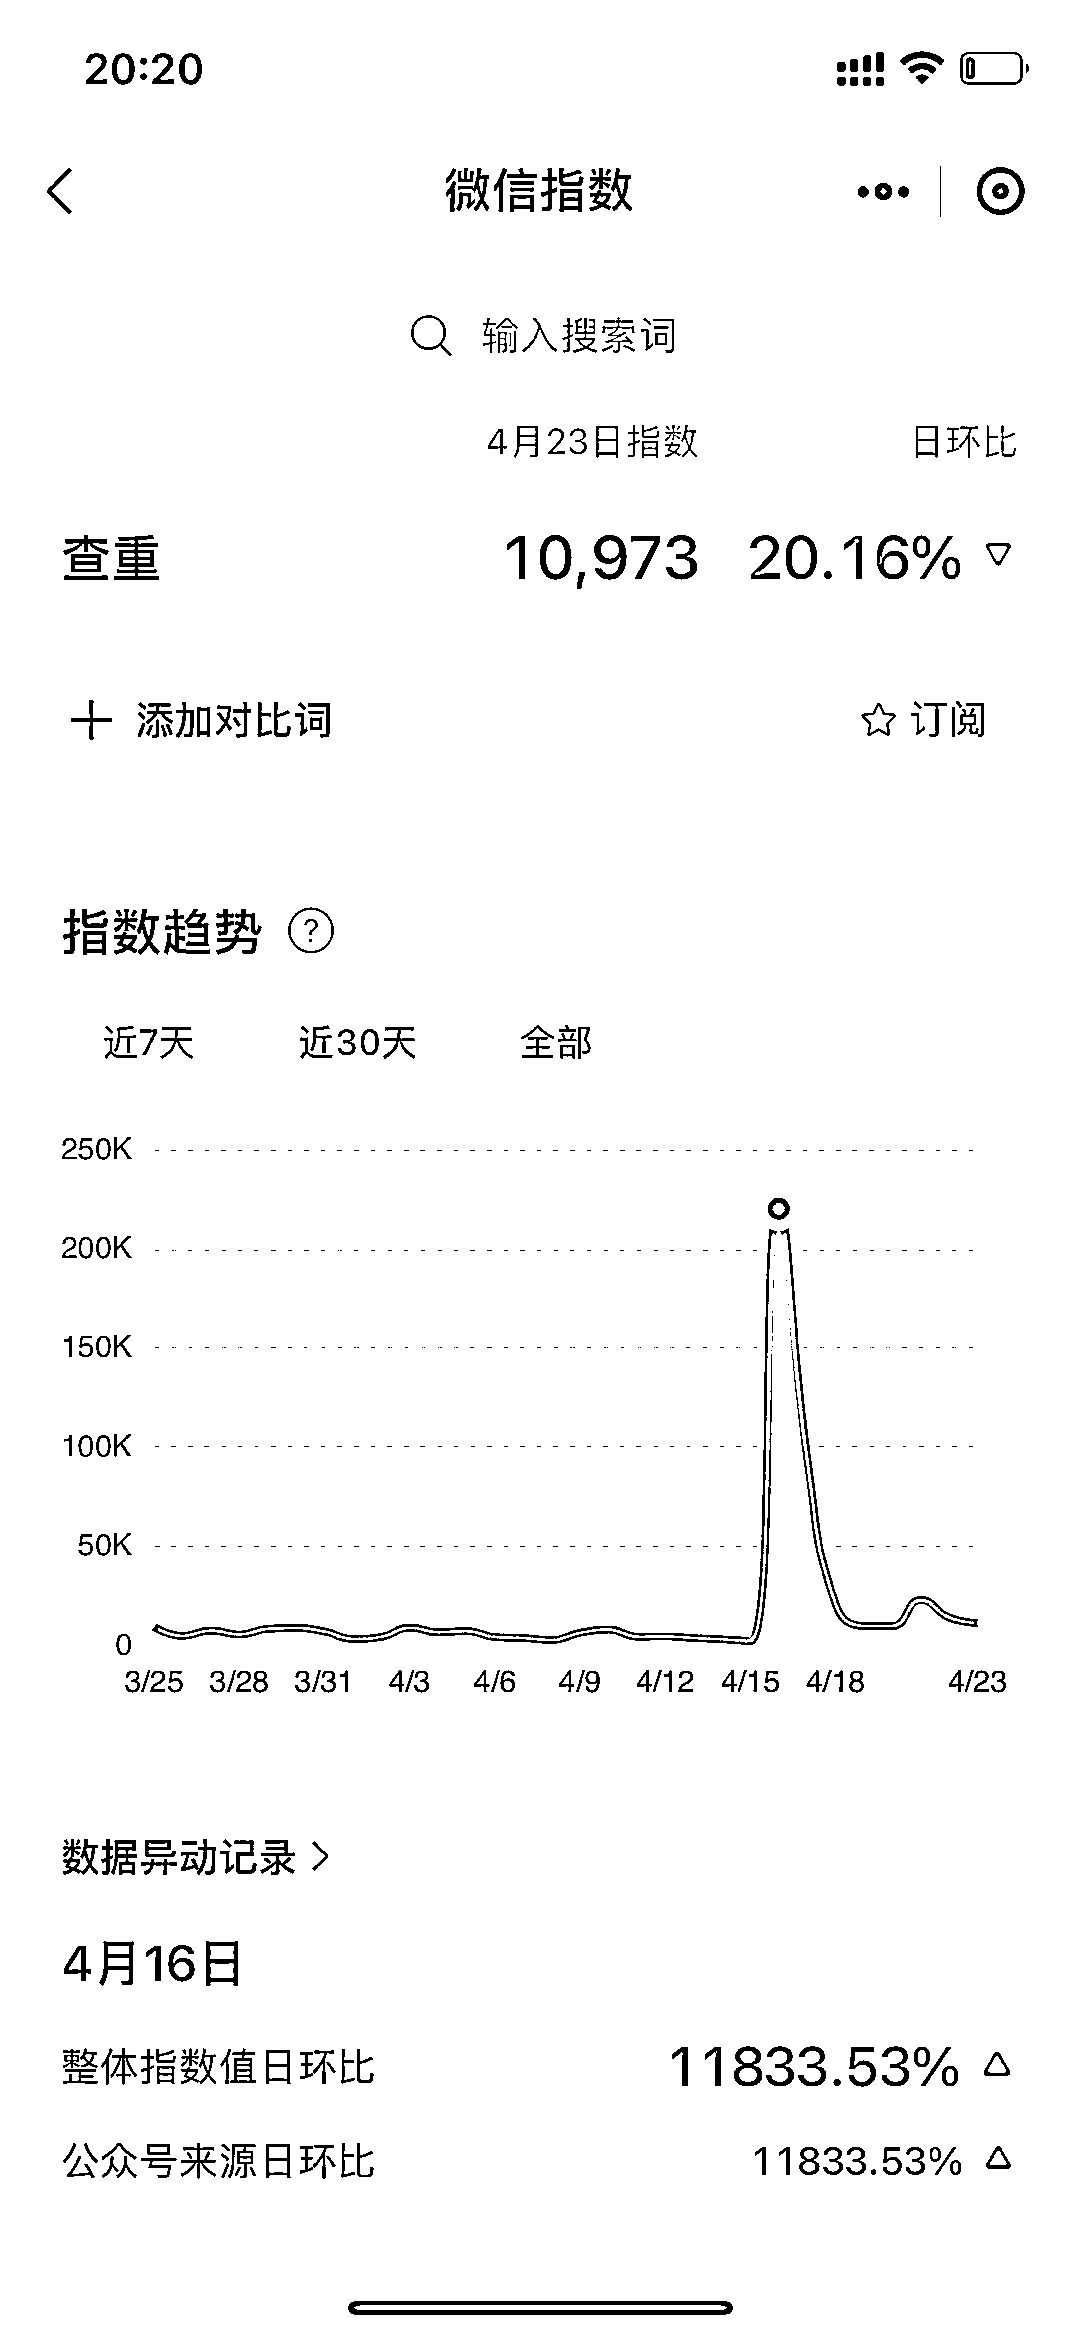 20:20
微信指数
输入搜索词
4月23日指数 日环比
查重 10,973 20.16%
添加对比词 订阅
指数趋势 ?
近7天 近30天 全部
250K
200K
150K
100K
50K
0
3/25 3/28 3/31 4/3 4/6 4/9 4/12 4/15 4/18 4/23
数据异动记录
4月16日
整体指数值日环比 11833.53%
公众号来源日环比 11833.53%